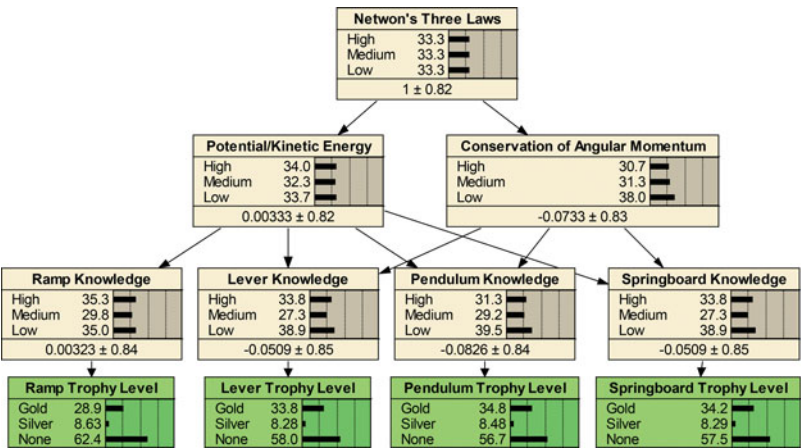 Netwon's Three Laws
High 33.3
Medium 33.3
Low 33.3
1 ± 0.82
Potential/Kinetic Energy
High 34.0
Medium 32.3
Low 33.7
0.00333 ± 0.82
Conservation of Angular Momentum
High 30.7
Medium 31.3
Low 38.0
-0.0733 ± 0.83
Ramp Knowledge
High 35.3
Medium 29.8
Low 35.0
0.00323 ± 0.84
Lever Knowledge
High 33.8
Medium 27.3
Low 38.9
-0.0509 ± 0.85
Pendulum Knowledge
High 31.3
Medium 29.2
Low 39.5
-0.0826 ± 0.84
Springboard Knowledge
High 33.8
Medium 27.3
Low 38.9
-0.0509 ± 0.85
Ramp Trophy Level
Gold 28.9
Silver 8.63
None 62.4
Lever Trophy Level
Gold 33.8
Silver 8.28
None 58.0
Pendulum Trophy Level
Gold 34.8
Silver 8.48
None 56.7
Springboard Trophy Level
Gold 34.2
Silver 8.29
None 57.5